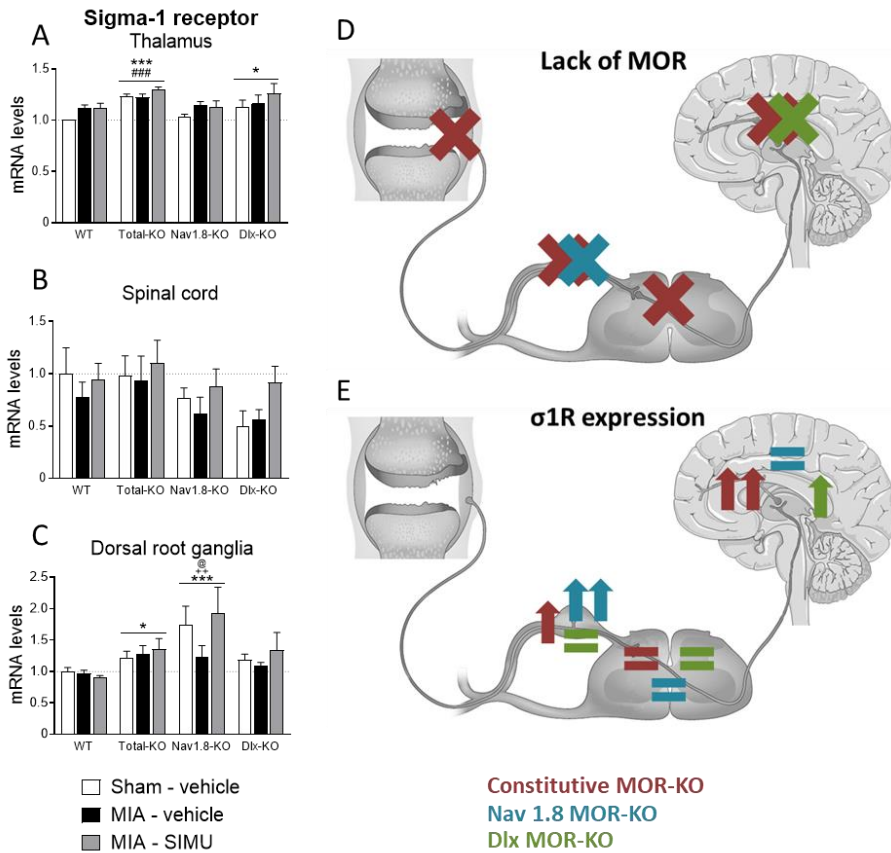 Sigma-1 receptor
A
Thalamus
mRNA levels
1.5
1.0
0.5
0
***
###
*
WT
Total-KO
Nav1.8-KO
Dlx-KO
B
Spinal cord
mRNA levels
1.5
1.0
0.5
0
WT
Total-KO
Nav1.8-KO
Dlx-KO
C
Dorsal root ganglia
mRNA levels
2.5
2.0
1.5
1.0
0.5
0
*
@
++
***
WT
Total-KO
Nav1.8-KO
Dlx-KO
Sham - vehicle
MIA - vehicle
MIA - SIMU
D
Lack of MOR
E
σ1R expression
Constitutive MOR-KO
Nav 1.8 MOR-KO
Dlx MOR-KO